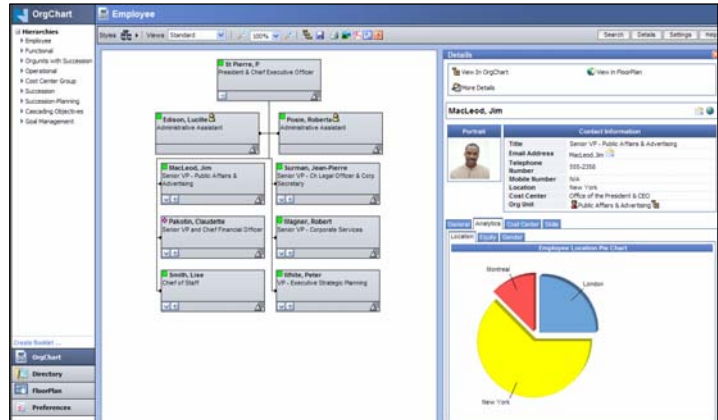 OrgChart
Employee
Hierarchies
Employee
Functional
Orgunits with Succession
Operational
Cost Center Group
Succession
Succession Planning
Cascading Objectives
Goal Management
Create Booklet ...
OrgChart
Directory
FloorPlan
Preferences
Styles
Views Standard
100%
Search Details Settings Help
St Pierre, P
President & Chief Executive Officer
Edison, Lucille
Administrative Assistant
Posie, Roberta
Administrative Assistant
MacLeod, Jim
Senior VP - Public Affairs &
Advertising
Surman, Jean-Pierre
Senior VP - Ch Legal Officer & Corp
Secretary
Pakotin, Claudette
Senior VP and Chief Financial Officer
Wagner, Robert
Senior VP - Corporate Services
Smith, Lise
Chief of Staff
White, Peter
VP - Executive Strategic Planning
Details
View In OrgChart
View in FloorPlan
More Details
MacLeod, Jim
Portrait
Contact Information
Title Senior VP - Public Affairs & Advertising
Email Address MacLeod, Jim
Telephone
Number 555-2356
Mobile Number N/A
Location New York
Cost Center Office of the President & CEO
Org Unit Public Affairs & Advertising
General Analytics Cost Center Skills
Location Equity Gender
Employee Location Pie Chart
Montreal
London
New York